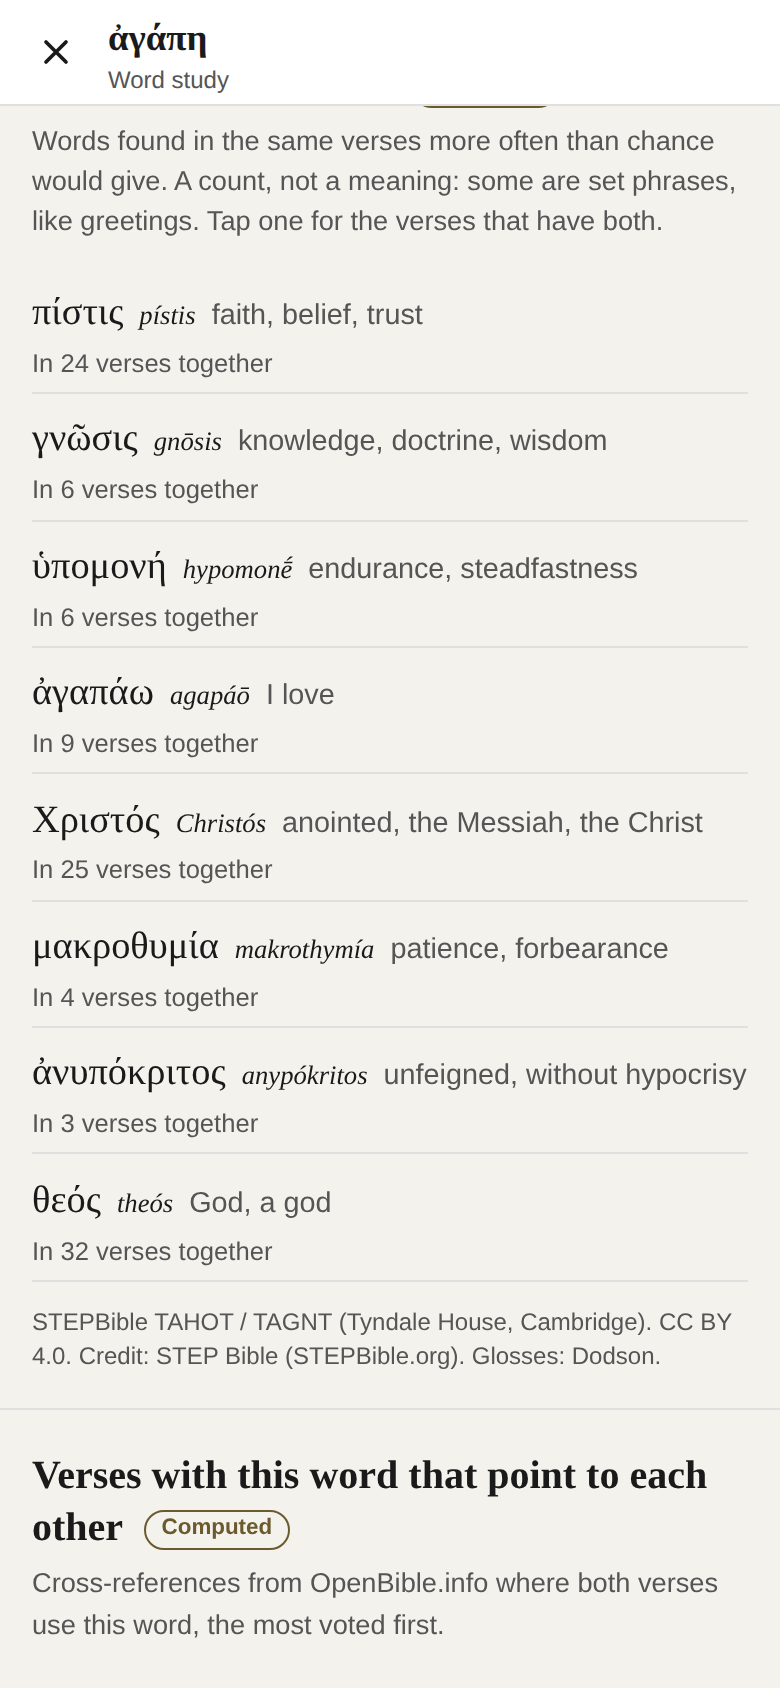 ἀγάπη
Word study
Words found in the same verses more often than chance
would give. A count, not a meaning: some are set phrases,
like greetings. Tap one for the verses that have both.
πίστις pístis faith, belief, trust
In 24 verses together
γνῶσις gnōsis knowledge, doctrine, wisdom
In 6 verses together
ὑπομονή hypomonḗ endurance, steadfastness
In 6 verses together
ἀγαπάω agapáō I love
In 9 verses together
Χριστός Christós anointed, the Messiah, the Christ
In 25 verses together
μακροθυμία makrothymía patience, forbearance
In 4 verses together
ἀνυπόκριτος anypókritos unfeigned, without hypocrisy
In 3 verses together
θεός theós God, a god
In 32 verses together
STEPBible TAHOT / TAGNT (Tyndale House, Cambridge). CC BY
4.0. Credit: STEP Bible (STEPBible.org). Glosses: Dodson.
Verses with this word that point to each
other Computed
Cross-references from OpenBible.info where both verses
use this word, the most voted first.